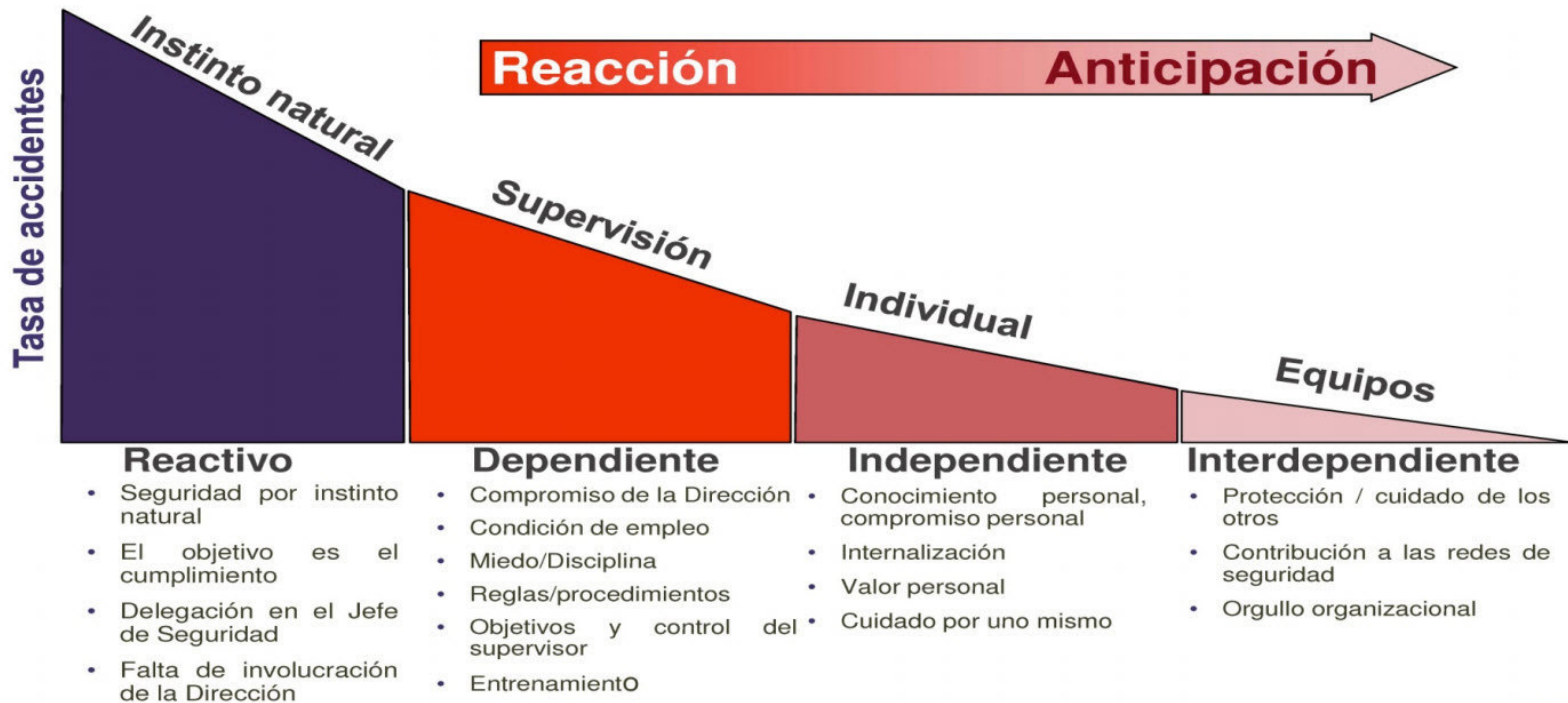 Tasa de accidentes
Instinto natural
Supervisión
Individual
Equipos
Reacción
Anticipación
Reactivo
• Seguridad por instinto
natural
• El objetivo es el
cumplimiento
• Delegación en el Jefe
de Seguridad
• Falta de involucración
de la Dirección
Dependiente
• Compromiso de la Dirección
• Condición de empleo
• Miedo/Disciplina
• Reglas/procedimientos
• Objetivos y control del
supervisor
• Entrenamiento
Independiente
• Conocimiento personal,
compromiso personal
• Internalización
• Valor personal
• Cuidado por uno mismo
Interdependiente
• Protección / cuidado de los
otros
• Contribución a las redes de
seguridad
• Orgullo organizacional